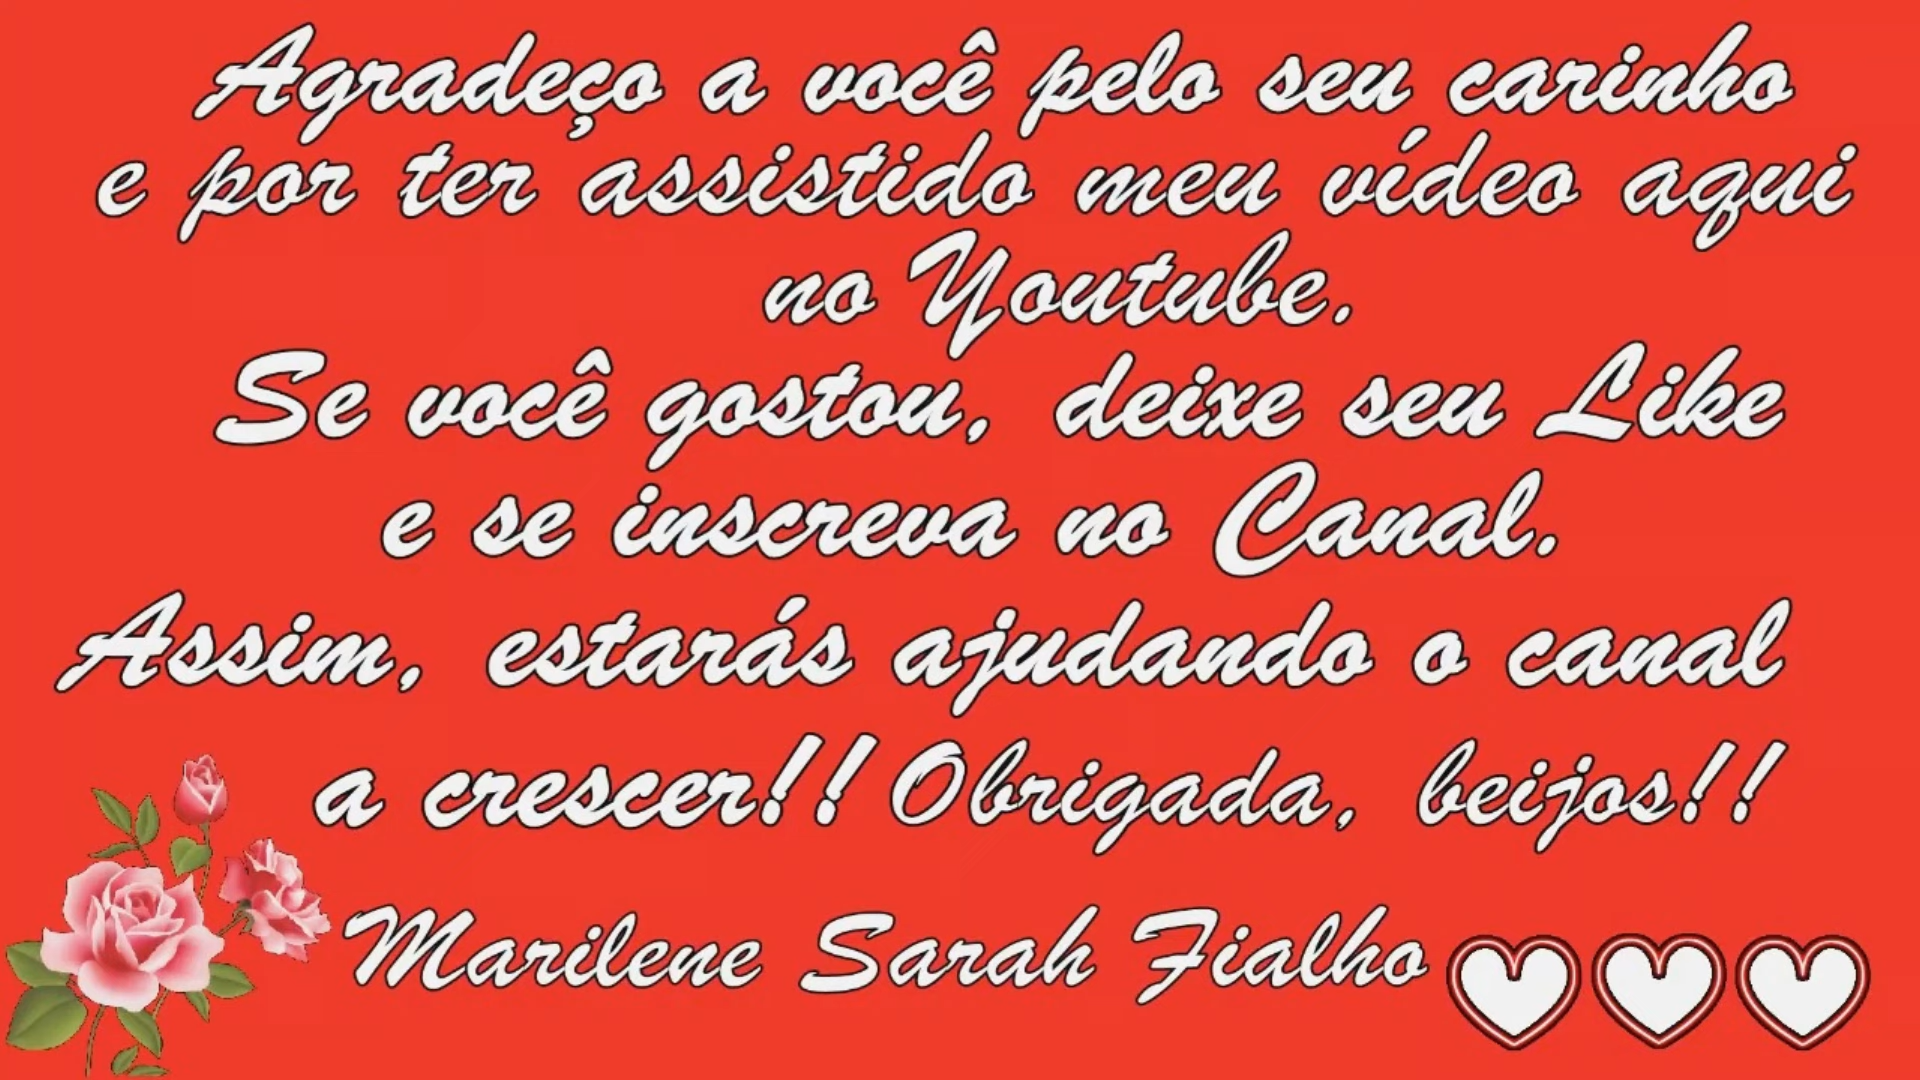 Agradeço a você pelo seu carinho
e por ter assistido meu vídeo aqui
no Youtube.
Se você gostou, deixe seu Like
e se inscreva no Canal.
Assim, estarás ajudando o canal
a crescer!! Obrigada, beijos!!
Marilene Sarah Fialho